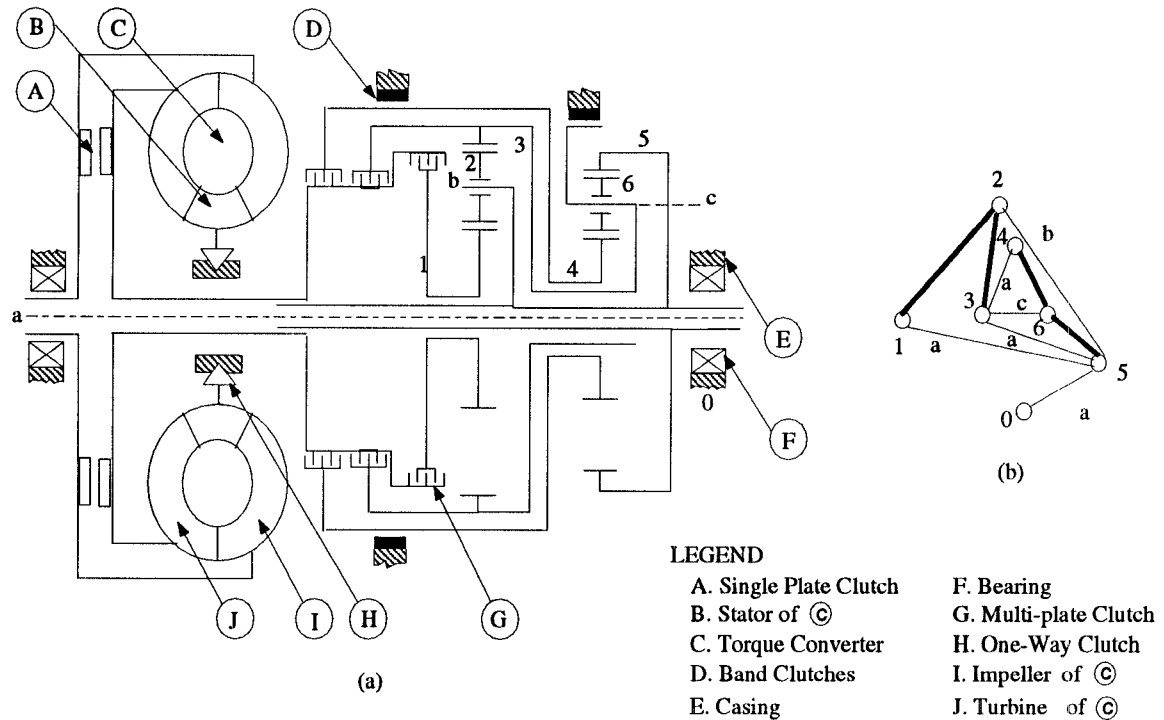 B
C
D
A
3
5
2
b
6
c
1
4
a
E
0
F
J
I
H
G
(a)
2
4
b
a
3
c
6
1
a
a
5
0
a
(b)
LEGEND
A. Single Plate Clutch
B. Stator of Ⓒ
C. Torque Converter
D. Band Clutches
E. Casing
F. Bearing
G. Multi-plate Clutch
H. One-Way Clutch
I. Impeller of Ⓒ
J. Turbine of Ⓒ